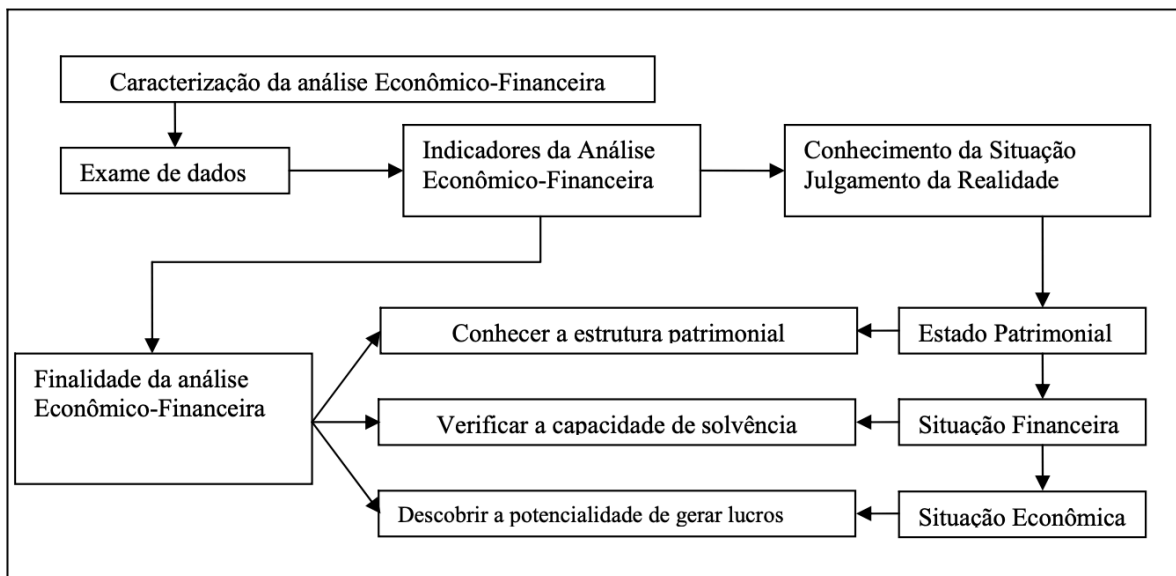 Caracterização da análise Econômico-Financeira
Exame de dados
Indicadores da Análise
Econômico-Financeira
Conhecimento da Situação
Julgamento da Realidade
Conhecer a estrutura patrimonial
Estado Patrimonial
Finalidade da análise
Econômico-Financeira
Verificar a capacidade de solvência
Situação Financeira
Descobrir a potencialidade de gerar lucros
Situação Econômica